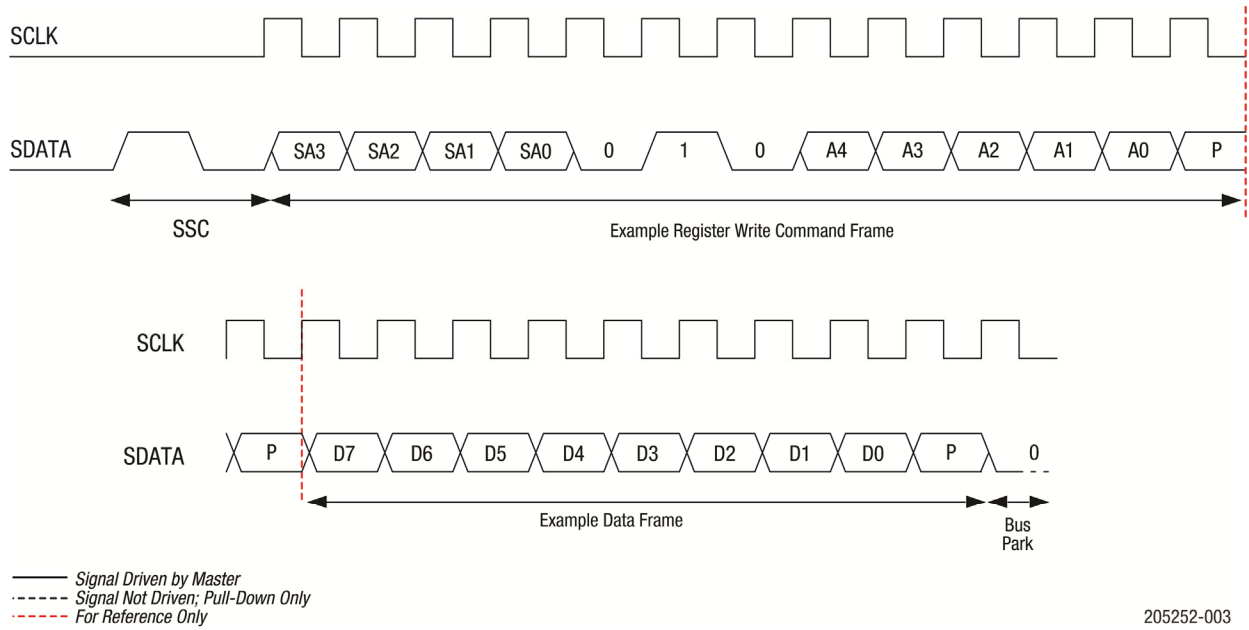 SCLK
SDATA SA3 SA2 SA1 SA0 0 1 0 A4 A3 A2 A1 A0 P
SSC Example Register Write Command Frame
SCLK
SDATA P D7 D6 D5 D4 D3 D2 D1 D0 P 0
Example Data Frame
Bus
Park
Signal Driven by Master
Signal Not Driven; Pull-Down Only
For Reference Only
205252-003